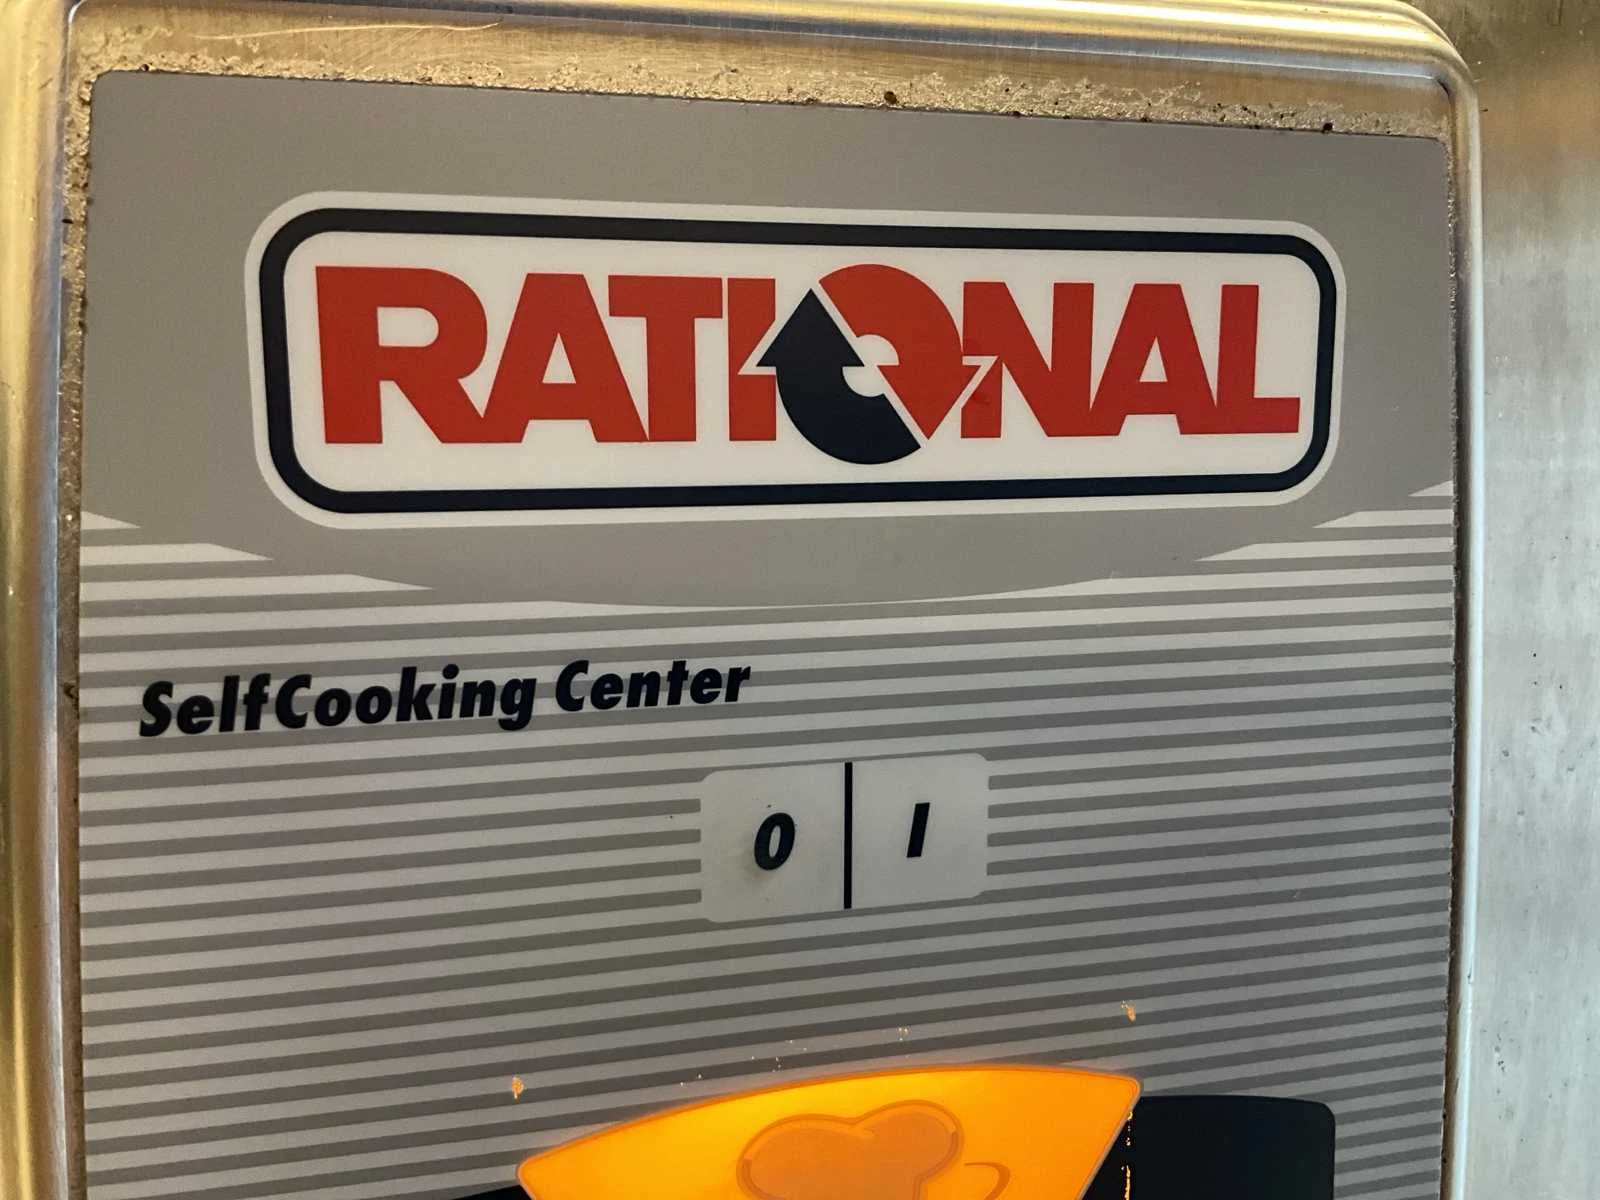 RATIONAL
SelfCooking Center
0 | I